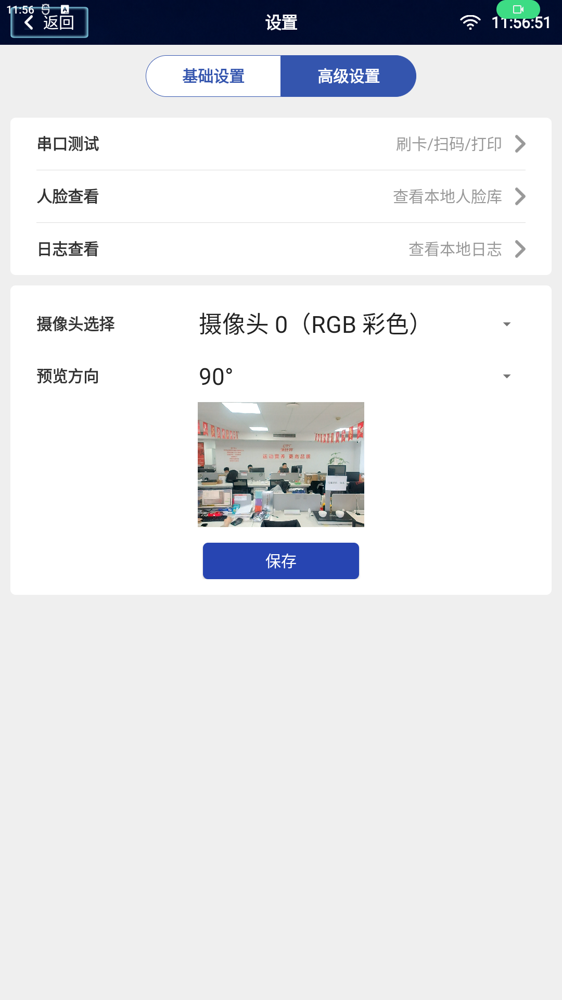 11:56
返回
设置
11:56:51
基础设置
高级设置
串口测试
刷卡/扫码/打印
人脸查看
查看本地人脸库
日志查看
查看本地日志
摄像头选择
摄像头 0（RGB 彩色）
预览方向
90°
运动营养 更高品质
保存